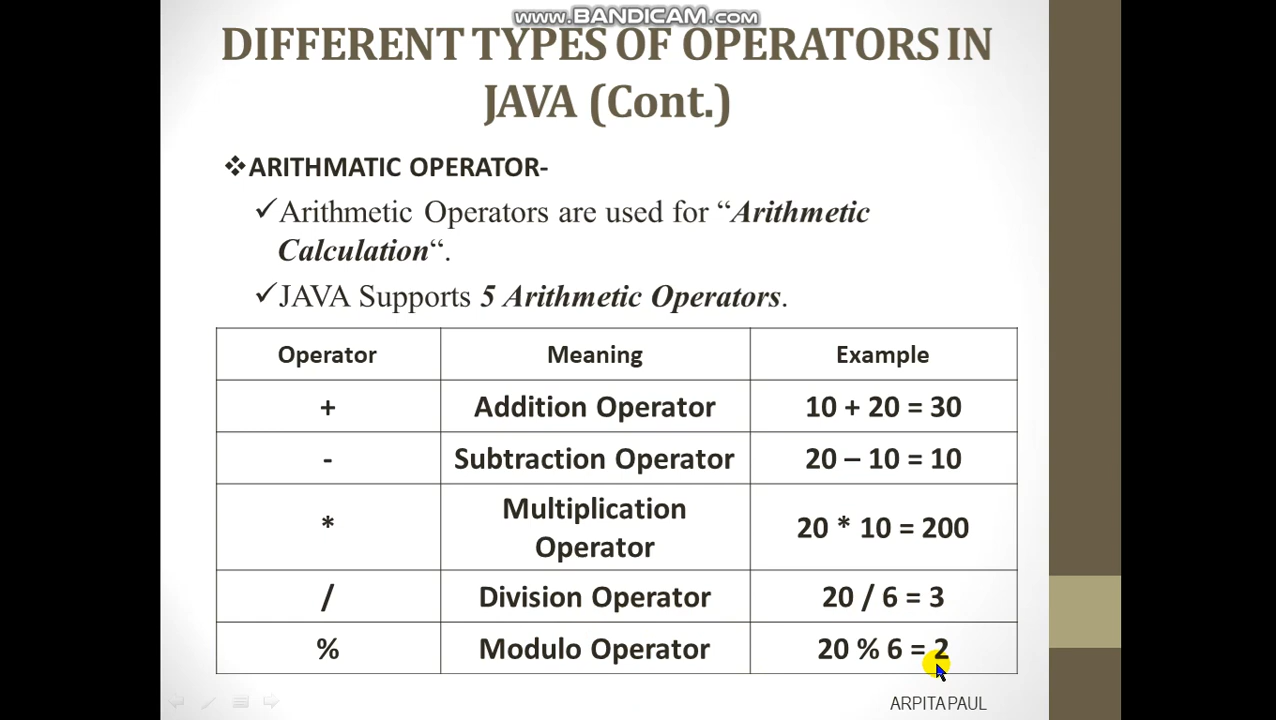 www.BANDICAM.com
DIFFERENT TYPES OF OPERATORS IN
JAVA (Cont.)
❖ARITHMATIC OPERATOR-
✓Arithmetic Operators are used for “Arithmetic
Calculation“.
✓JAVA Supports 5 Arithmetic Operators.
Operator Meaning Example
+ Addition Operator 10 + 20 = 30
- Subtraction Operator 20 – 10 = 10
* Multiplication Operator 20 * 10 = 200
/ Division Operator 20 / 6 = 3
% Modulo Operator 20 % 6 = 2
ARPITA PAUL